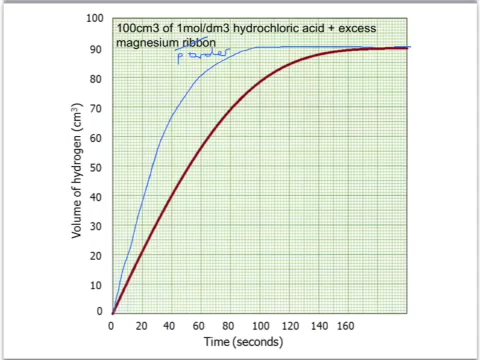 100cm3 of 1mol/dm3 hydrochloric acid + excess
magnesium ribbon
powder
100
90
80
70
60
50
40
30
20
10
0
Volume of hydrogen (cm³)
0 20 40 60 80 100 120 140 160
Time (seconds)